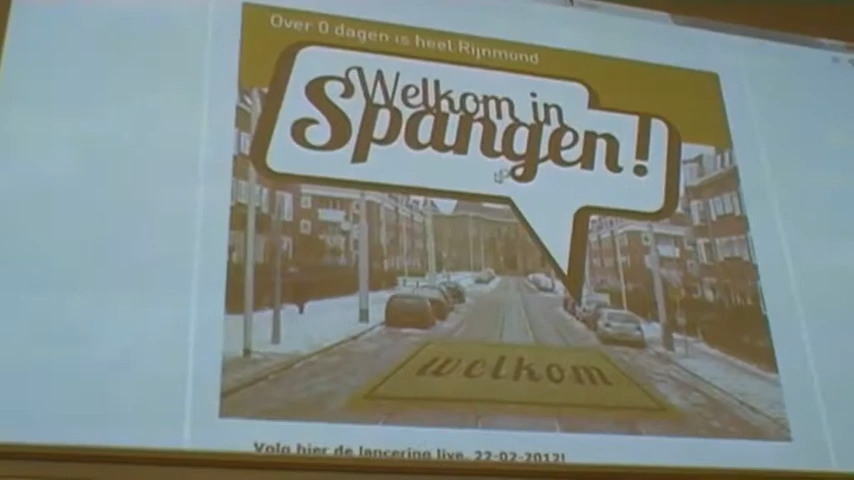 Over 0 dagen is heel Rijnmond
Welkom in
Spangen!
welkom
Volg hier de lancering live, 22-02-2012!